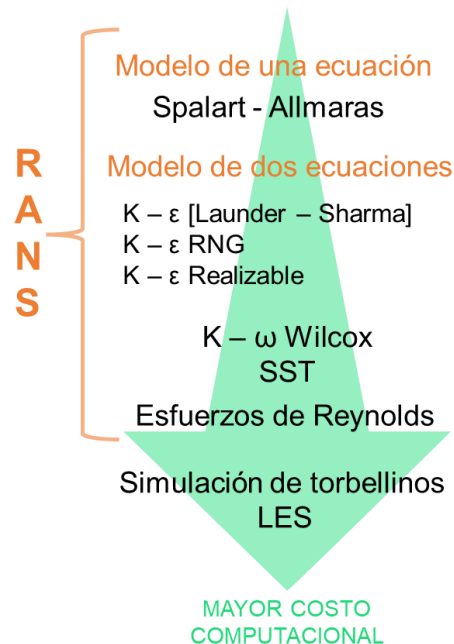 RANS
Modelo de una ecuación
Spalart - Allmaras
Modelo de dos ecuaciones
K – ε [Launder – Sharma]
K – ε RNG
K – ε Realizable
K – ω Wilcox
SST
Esfuerzos de Reynolds
Simulación de torbellinos
LES
MAYOR COSTO
COMPUTACIONAL